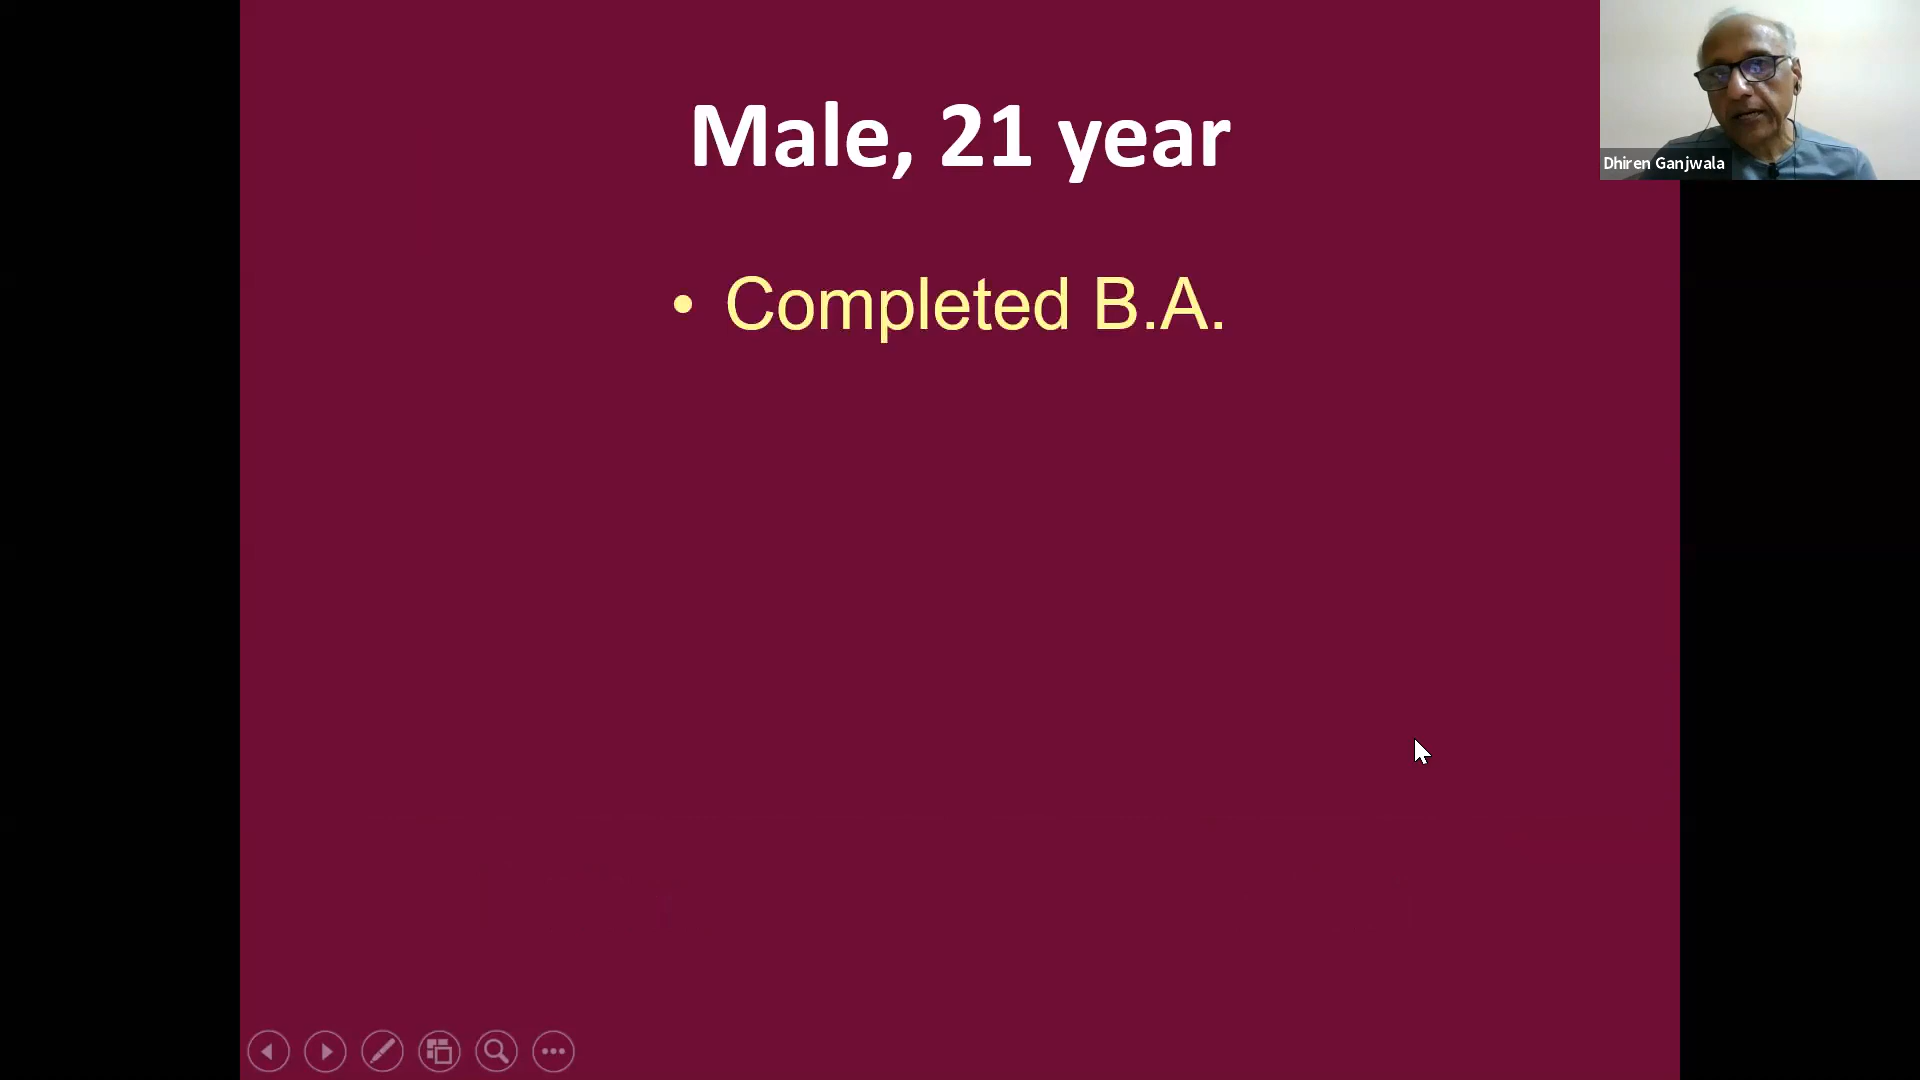 Male, 21 year
Dhiren Ganjwala
• Completed B.A.